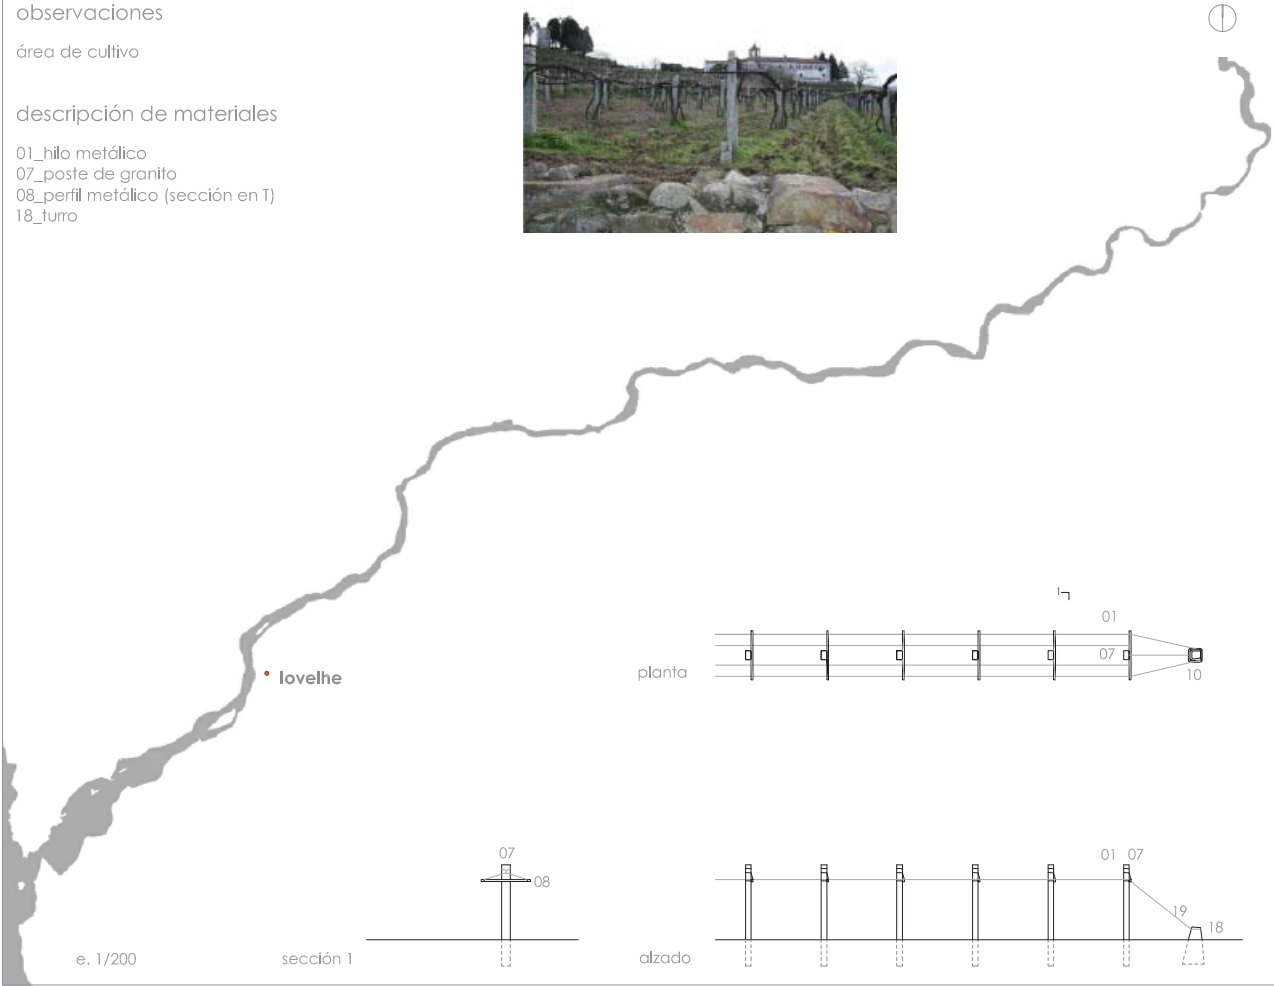 observaciones
área de cultivo
descripción de materiales
01_hilo metálico
07_poste de granito
08_perfil metálico (sección en T)
18_turro
1
01
07
10
planta
lovelhe
07
08
01 07
19
18
e. 1/200
sección 1
alzado